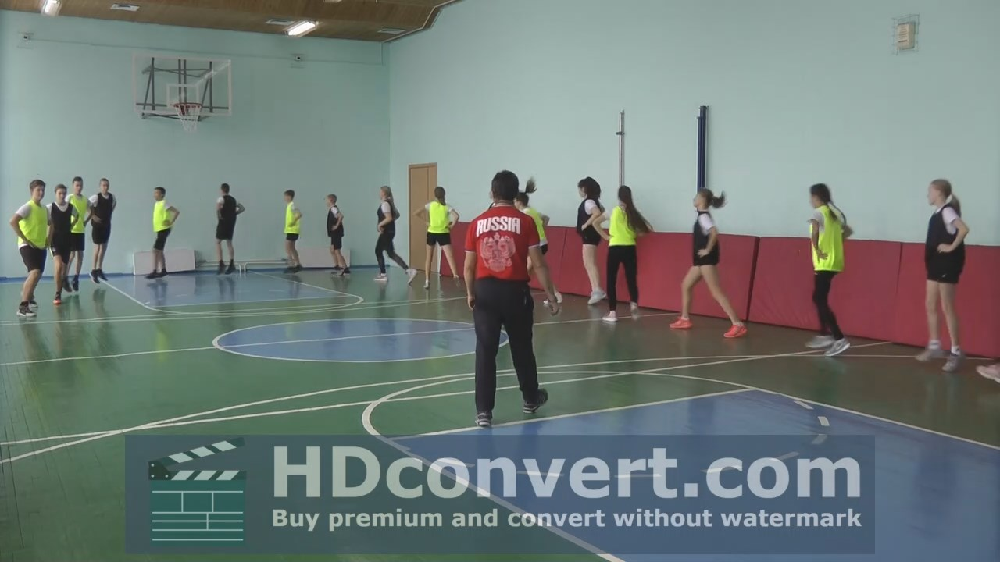 RUSSIA
HDconvert.com
Buy premium and convert without watermark